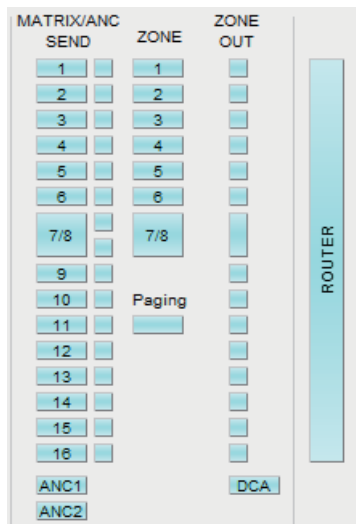 MATRIX/ANC
SEND
ZONE
ZONE
OUT
1
1
2
2
3
3
4
4
5
5
6
6
7/8
7/8
9
10
Paging
11
12
13
14
15
16
ANC1
DCA
ANC2
ROUTER